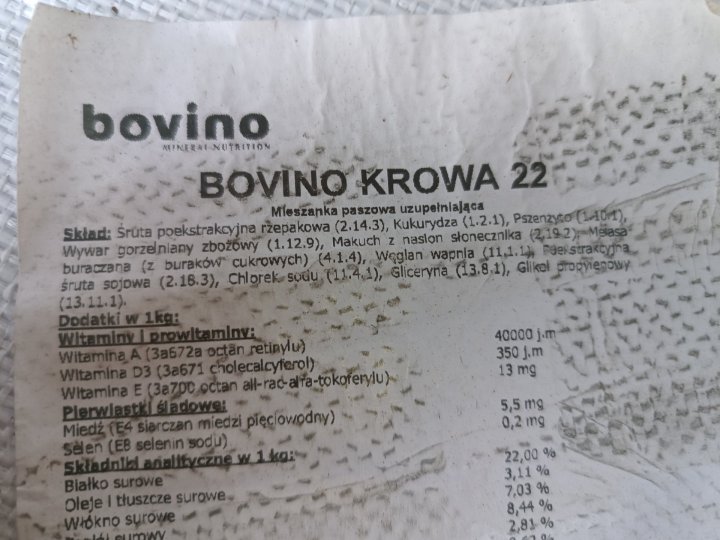 bovino
MINERAL NUTRITION
BOVINO KROWA 22
Mieszanka paszowa uzupełniająca
Skład: Śruta poekstrakcyjna rzepakowa (2.14.3), Kukurydza (1.2.1), Pszenżyto (1.10.1),
Wywar gorzelniany zbożowy (1.12.9), Makuch z nasion słonecznika (2.19.2), Melasa
buraczana (z buraków cukrowych) (4.1.4), Węglan wapnia (11.1.1), Poekstrakcyjna
śruta sojowa (2.18.3), Chlorek sodu (11.4.1), Gliceryna (13.8.1), Glikol propylenowy
(13.11.1).
Dodatki w 1kg:
Witaminy i prowitaminy:
Witamina A (3a672a octan retinylu) 40000 j.m
Witamina D3 (3a671 cholecalcyferol) 350 j.m
Witamina E (3a700 octan all-rac-alfa-tokoferylu) 13 mg
Pierwiastki śladowe:
Miedź (E4 siarczan miedzi pięciowodny) 5,5 mg
Selen (E8 selenin sodu) 0,2 mg
Składniki analityczne w 1 kg:
Białko surowe 22,00 %
Oleje i tłuszcze surowe 3,11 %
Włókno surowe 7,03 %
surowy 8,44 %
2,81 %